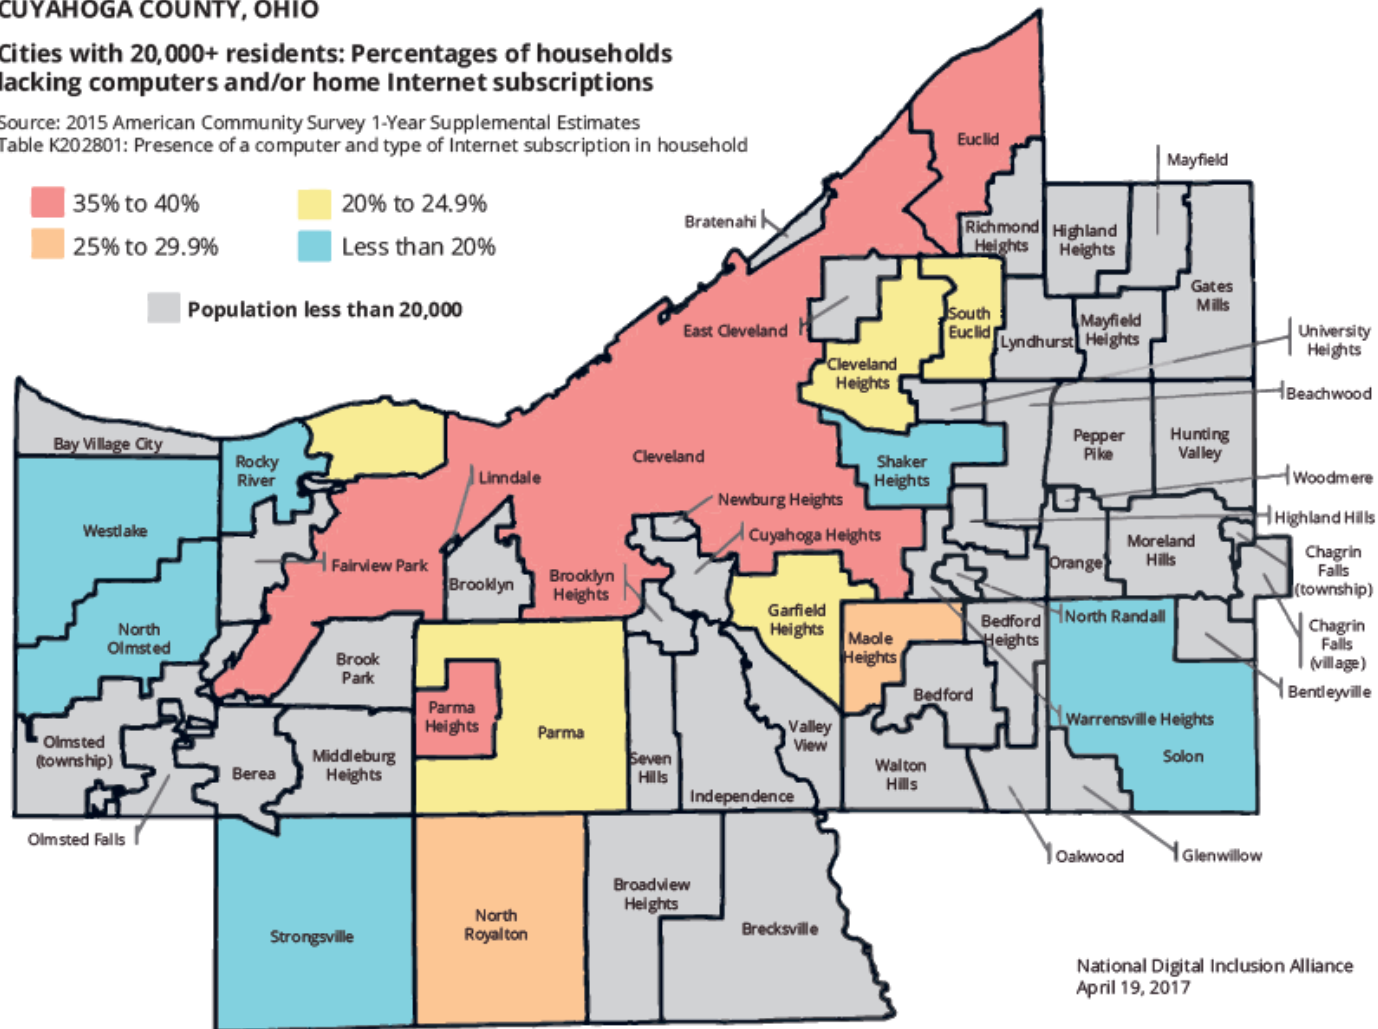 CUYAHOGA COUNTY, OHIO
Cities with 20,000+ residents: Percentages of households
lacking computers and/or home Internet subscriptions
Source: 2015 American Community Survey 1-Year Supplemental Estimates
Table K202801: Presence of a computer and type of Internet subscription in household
35% to 40%
20% to 24.9%
25% to 29.9%
Less than 20%
Population less than 20,000
Euclid
Mayfield
Bratenahi
Richmond
Heights
Highland
Heights
Gates
Mills
East Cleveland
South
Euclid
Lyndhurst
Mayfield
Heights
University
Heights
Cleveland
Heights
Beachwood
Bay Village City
Rocky
River
Linndale
Cleveland
Shaker
Heights
Pepper
Pike
Hunting
Valley
Woodmere
Newburg Heights
Highland Hills
Westlake
Cuyahoga Heights
Fairview Park
Brooklyn
Brooklyn
Heights
Orange
Moreland
Hills
Chagrin
Falls
(township)
North
Olmsted
Garfield
Heights
Maole
Heights
Bedford
Heights
North Randall
Chagrin
Falls
(village)
Brook
Park
Bedford
Bentleyville
Parma
Heights
Parma
Warrensville Heights
Olmsted
(township)
Berea
Middleburg
Heights
Seven
Hills
Valley
View
Walton
Hills
Solon
Independence
Olmsted Falls
Oakwood
Glenwillow
Strongsville
North
Royalton
Broadview
Heights
Brecksville
National Digital Inclusion Alliance
April 19, 2017